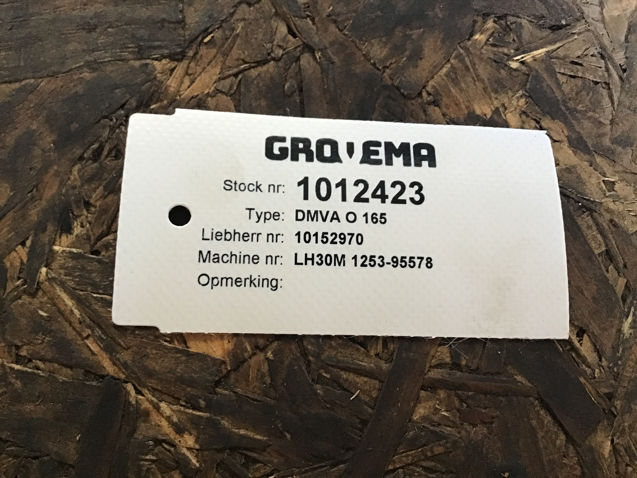 GROVEMA
Stock nr: 1012423
Type: DMVA O 165
Liebherr nr: 10152970
Machine nr: LH30M 1253-95578
Opmerking: